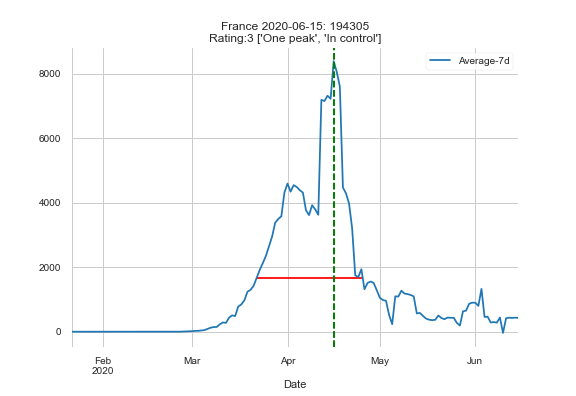 France 2020-06-15: 194305
Rating:3 ['One peak', 'In control']
Average-7d
8000
6000
4000
2000
0
Feb
2020
Mar
Apr
May
Jun
Date